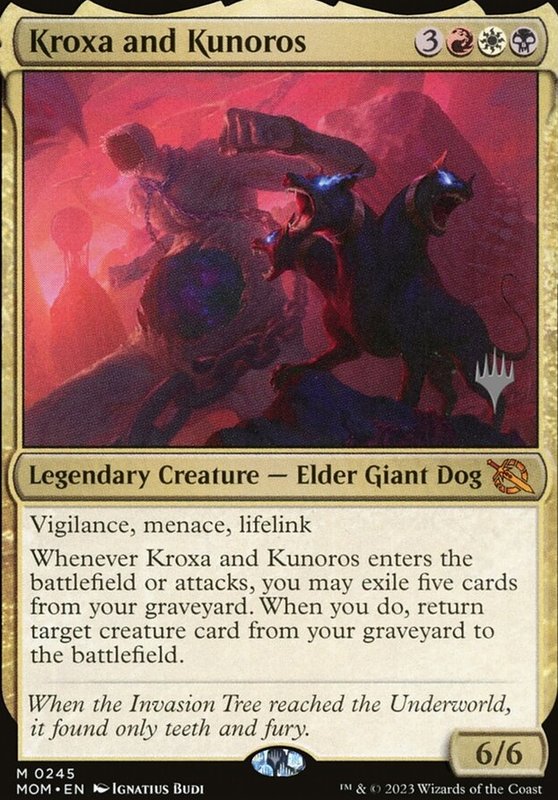 Kroxa and Kunoros 3
Legendary Creature — Elder Giant Dog
Vigilance, menace, lifelink
Whenever Kroxa and Kunoros enters the
battlefield or attacks, you may exile five cards
from your graveyard. When you do, return
target creature card from your graveyard to
the battlefield.
When the Invasion Tree reached the Underworld,
it found only teeth and fury.
6/6
M 0245
MOM • EN Ignatius Budi
™ & © 2023 Wizards of the Coast